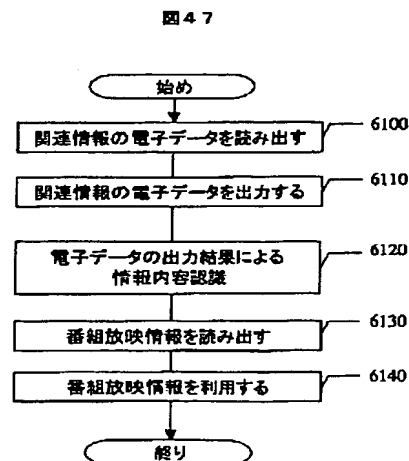 図47
始め
関連情報の電子データを読み出す
6100
関連情報の電子データを出力する
6110
電子データの出力結果による
情報内容認識
6120
番組放映情報を読み出す
6130
番組放映情報を利用する
6140
終り